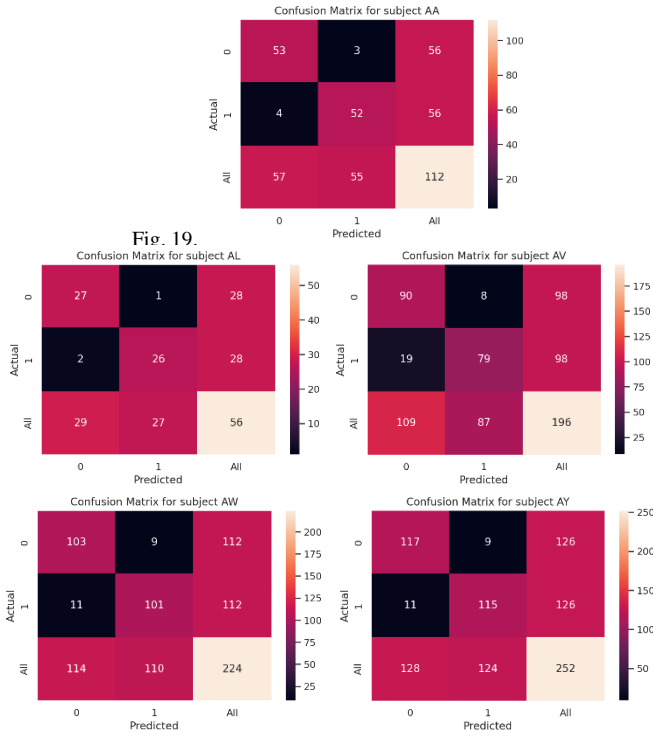 Confusion Matrix for subject AA
0 53 3 56
1 4 52 56
All 57 55 112
0 1 All
Actual
Predicted
100
80
60
40
20
Fig. 19.
Confusion Matrix for subject AL
0 27 1 28
1 2 26 28
All 29 27 56
0 1 All
Actual
Predicted
50
40
30
20
10
Confusion Matrix for subject AV
0 90 8 98
1 19 79 98
All 109 87 196
0 1 All
Actual
Predicted
175
150
125
100
75
50
25
Confusion Matrix for subject AW
0 103 9 112
1 11 101 112
All 114 110 224
0 1 All
Actual
Predicted
200
175
150
125
100
75
50
25
Confusion Matrix for subject AY
0 117 9 126
1 11 115 126
All 128 124 252
0 1 All
Actual
Predicted
250
200
150
100
50